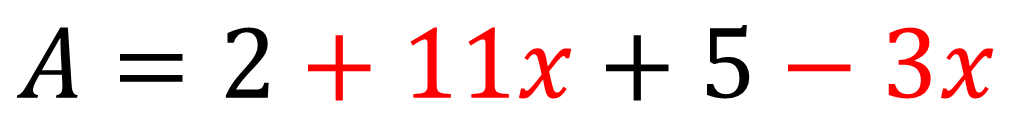 A = 2 + 11x + 5 − 3x